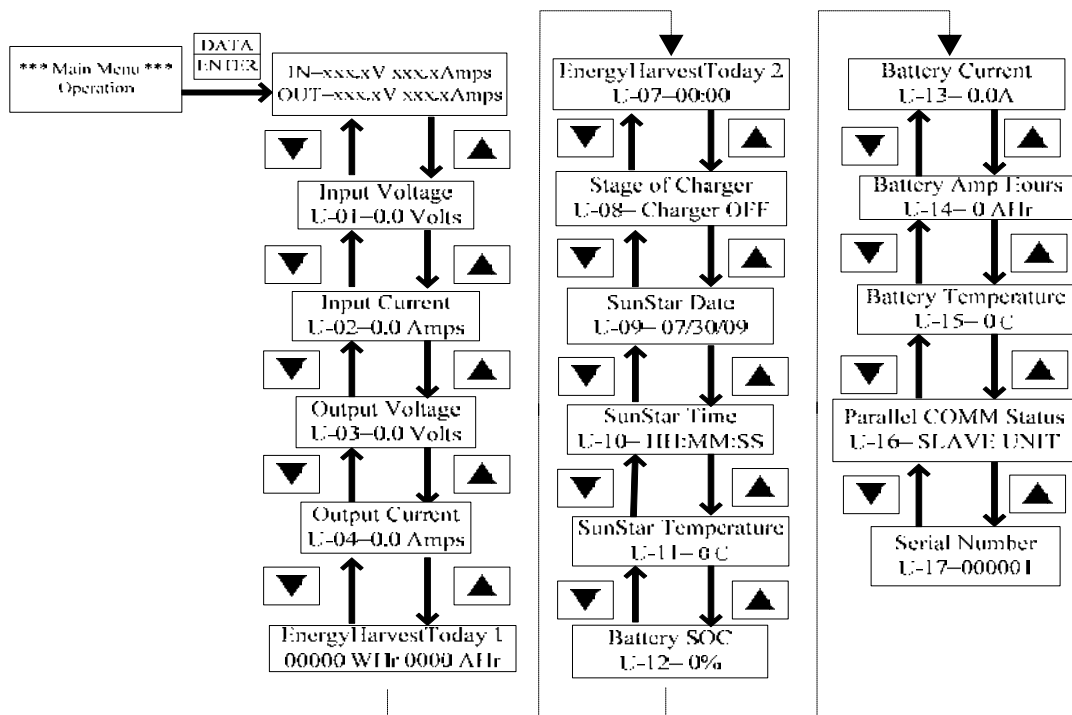 *** Main Menu ***
Operation
DATA
ENTER
IN–xxx.xV xxx.xAmps
OUT–xxx.xV xxx.xAmps
Input Voltage
U-01–0.0 Volts
Input Current
U-02–0.0 Amps
Output Voltage
U-03–0.0 Volts
Output Current
U-04–0.0 Amps
EnergyHarvestToday 1
00000 WHr 0000 AHr
EnergyHarvestToday 2
U-07–00:00
Stage of Charger
U-08– Charger OFF
SunStar Date
U-09– 07/30/09
SunStar Time
U-10– HH:MM:SS
SunStar Temperature
U-11– 0 C
Battery SOC
U-12– 0%
Battery Current
U-13– 0.0A
Battery Amp Hours
U-14– 0 AHr
Battery Temperature
U-15– 0 C
Parallel COMM Status
U-16– SLAVE UNIT
Serial Number
U-17–000001